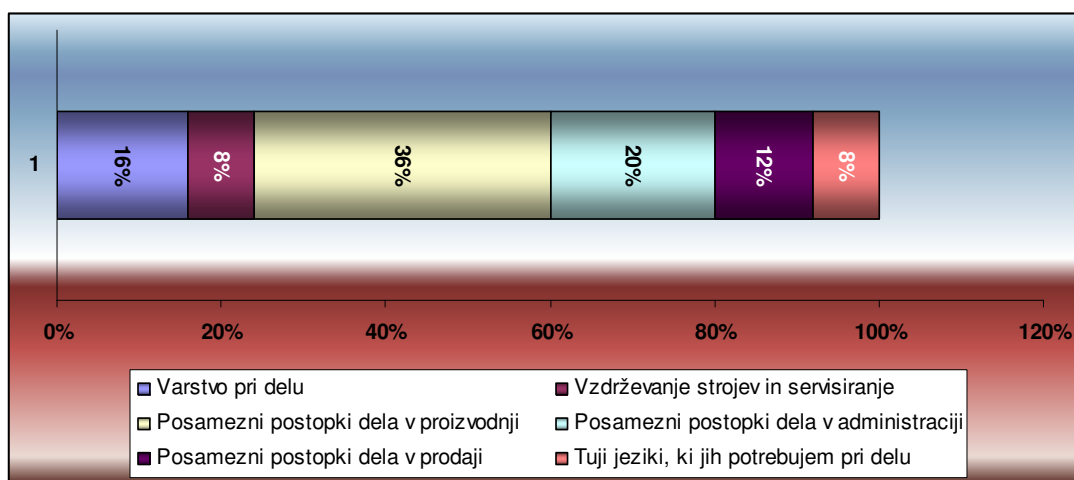 16%
8%
36%
20%
12%
8%
1
0%
20%
40%
60%
80%
100%
120%
Varstvo pri delu
Vzdrževanje strojev in servisiranje
Posamezni postopki dela v proizvodnji
Posamezni postopki dela v administraciji
Posamezni postopki dela v prodaji
Tuji jeziki, ki jih potrebujem pri delu